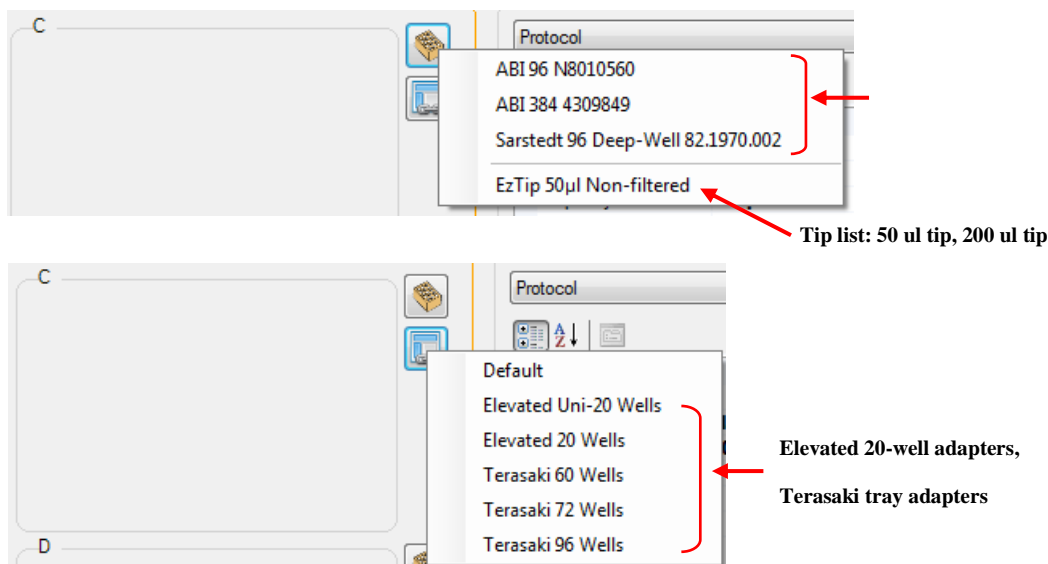 C
Protocol
ABI 96 N8010560
ABI 384 4309849
Sarstedt 96 Deep-Well 82.1970.002
EzTip 50µl Non-filtered
Tip list: 50 ul tip, 200 ul tip
C
Protocol
A
Z
Default
Elevated Uni-20 Wells
Elevated 20 Wells
Elevated 20-well adapters,
Terasaki 60 Wells
Terasaki 72 Wells
Terasaki tray adapters
D
Terasaki 96 Wells